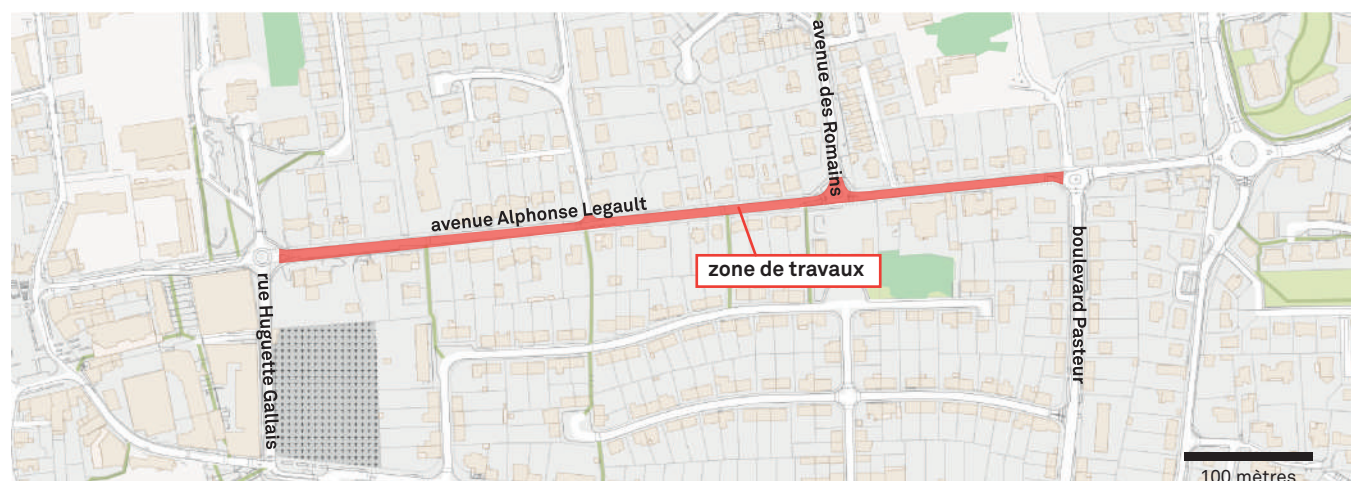 avenue des Romains
avenue Alphonse Legault
zone de travaux
rue Huguette Gallais
boulevard Pasteur
100 mètres